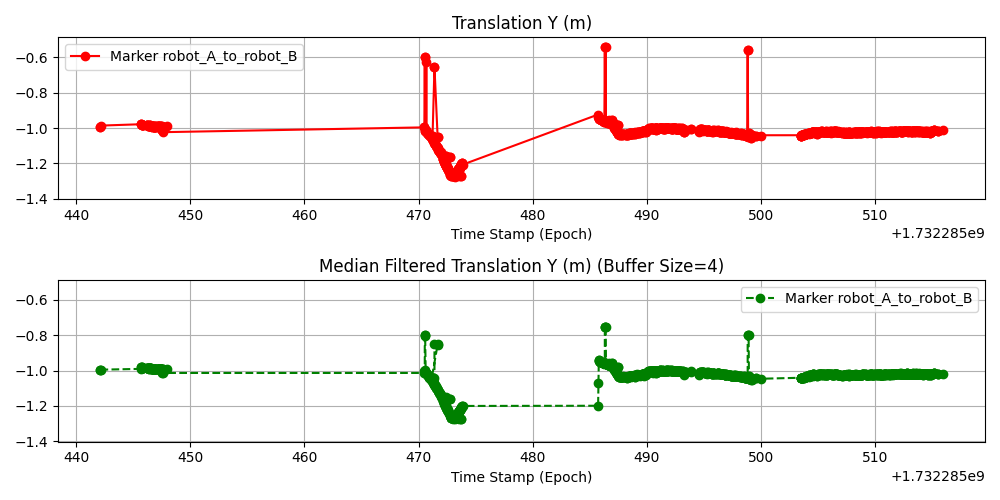 Translation Y (m)
−0.6
−0.8
−1.0
−1.2
−1.4
Marker robot_A_to_robot_B
440 450 460 470 480 490 500 510
Time Stamp (Epoch)
+1.732285e9
Median Filtered Translation Y (m) (Buffer Size=4)
−0.6
−0.8
−1.0
−1.2
−1.4
Marker robot_A_to_robot_B
440 450 460 470 480 490 500 510
Time Stamp (Epoch)
+1.732285e9